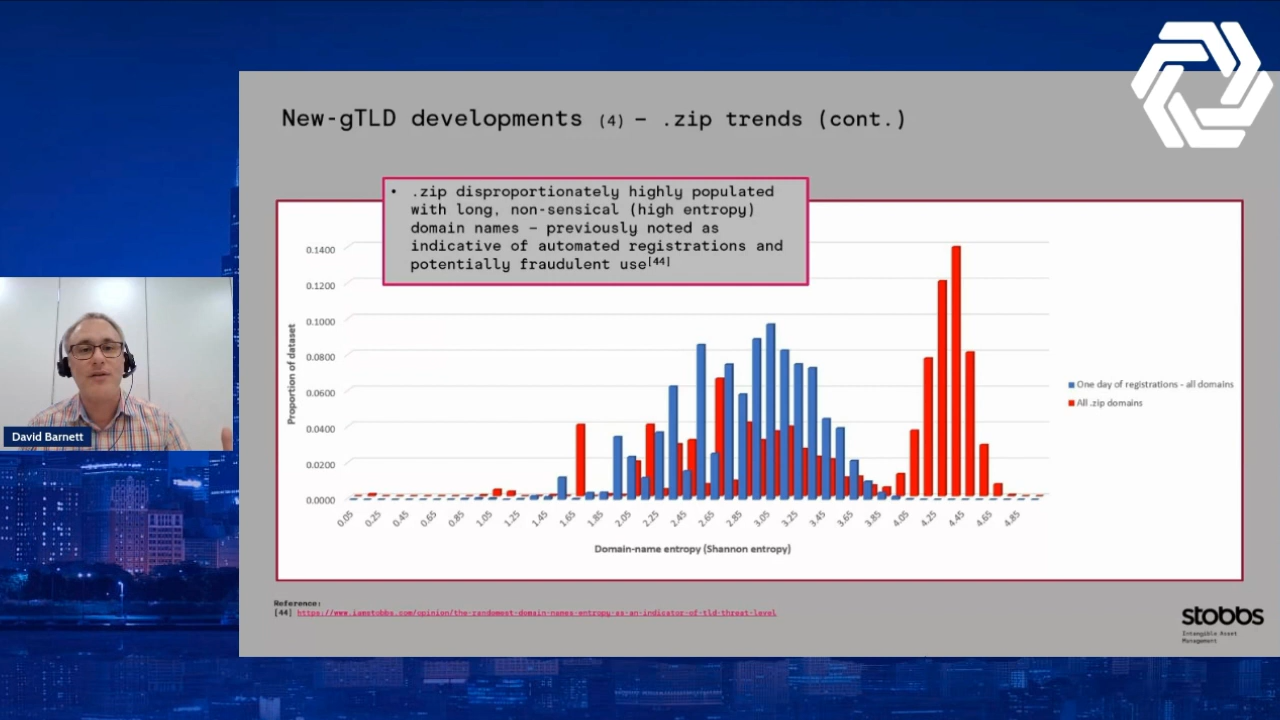 New-gTLD developments (4) – .zip trends (cont.)
• .zip disproportionately highly populated
with long, non-sensical (high entropy)
domain names – previously noted as
indicative of automated registrations and
potentially fraudulent use[44]
0.1400
0.1200
0.1000
0.0800
0.0600
0.0400
0.0200
0.0000
Proportion of dataset
0.05 0.25 0.45 0.65 0.85 1.05 1.25 1.45 1.65 1.85 2.05 2.25 2.45 2.65 2.85 3.05 3.25 3.45 3.65 3.85 4.05 4.25 4.45 4.65 4.85
Domain-name entropy (Shannon entropy)
One day of registrations - all domains
All .zip domains
David Barnett
Reference:
[44] https://www.iamstobbs.com/opinion/the-randomest-domain-names-entropy-as-an-indicator-of-tld-threat-level
stobbs
Intangible Asset
Management